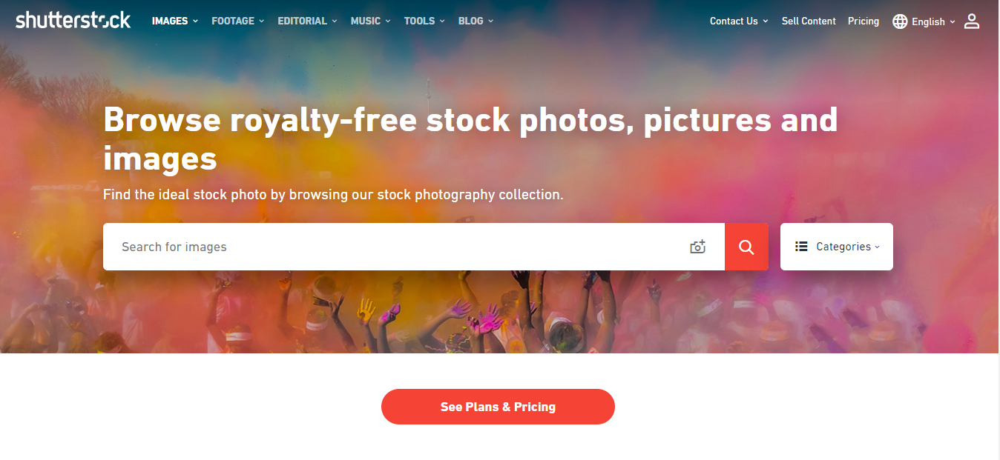 shutterstock IMAGES FOOTAGE EDITORIAL MUSIC TOOLS BLOG Contact Us Sell Content Pricing English
Browse royalty-free stock photos, pictures and
images
Find the ideal stock photo by browsing our stock photography collection.
Search for images Categories
See Plans & Pricing